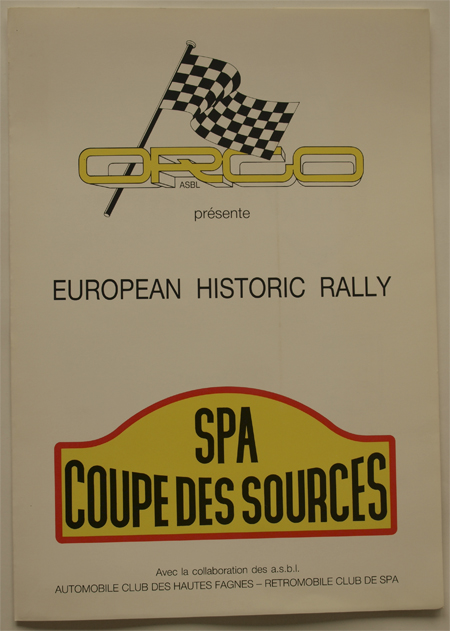 ORGO
ASBL
présente
EUROPEAN HISTORIC RALLY
SPA
COUPE DES SOURCES
Avec la collaboration des a.s.b.l.
AUTOMOBILE CLUB DES HAUTES FAGNES – RETROMOBILE CLUB DE SPA